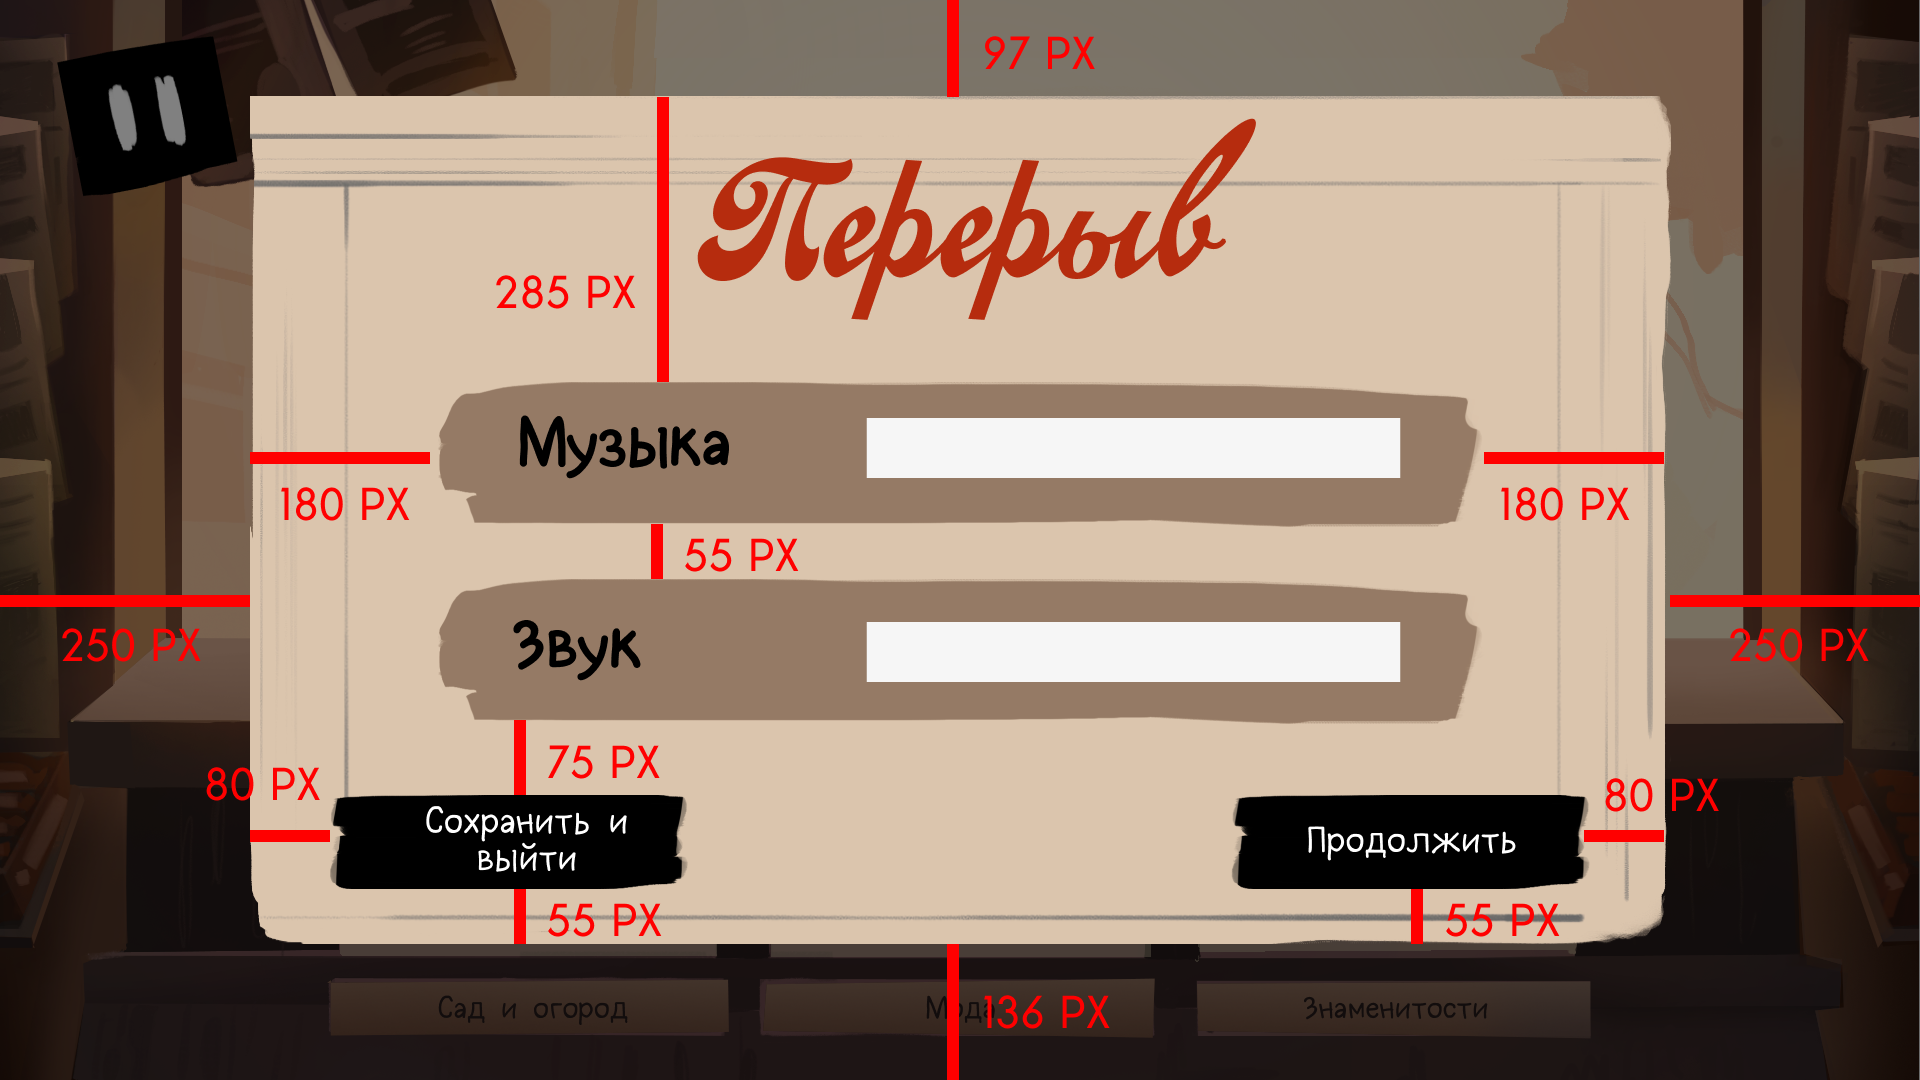 97 PX
Перерыв
285 PX
Музыка
180 PX
180 PX
55 PX
Звук
250 PX
250 PX
75 PX
80 PX
80 PX
Сохранить и
выйти
Продолжить
55 PX
55 PX
Сад и огород
Мода
136 PX
Знаменитости